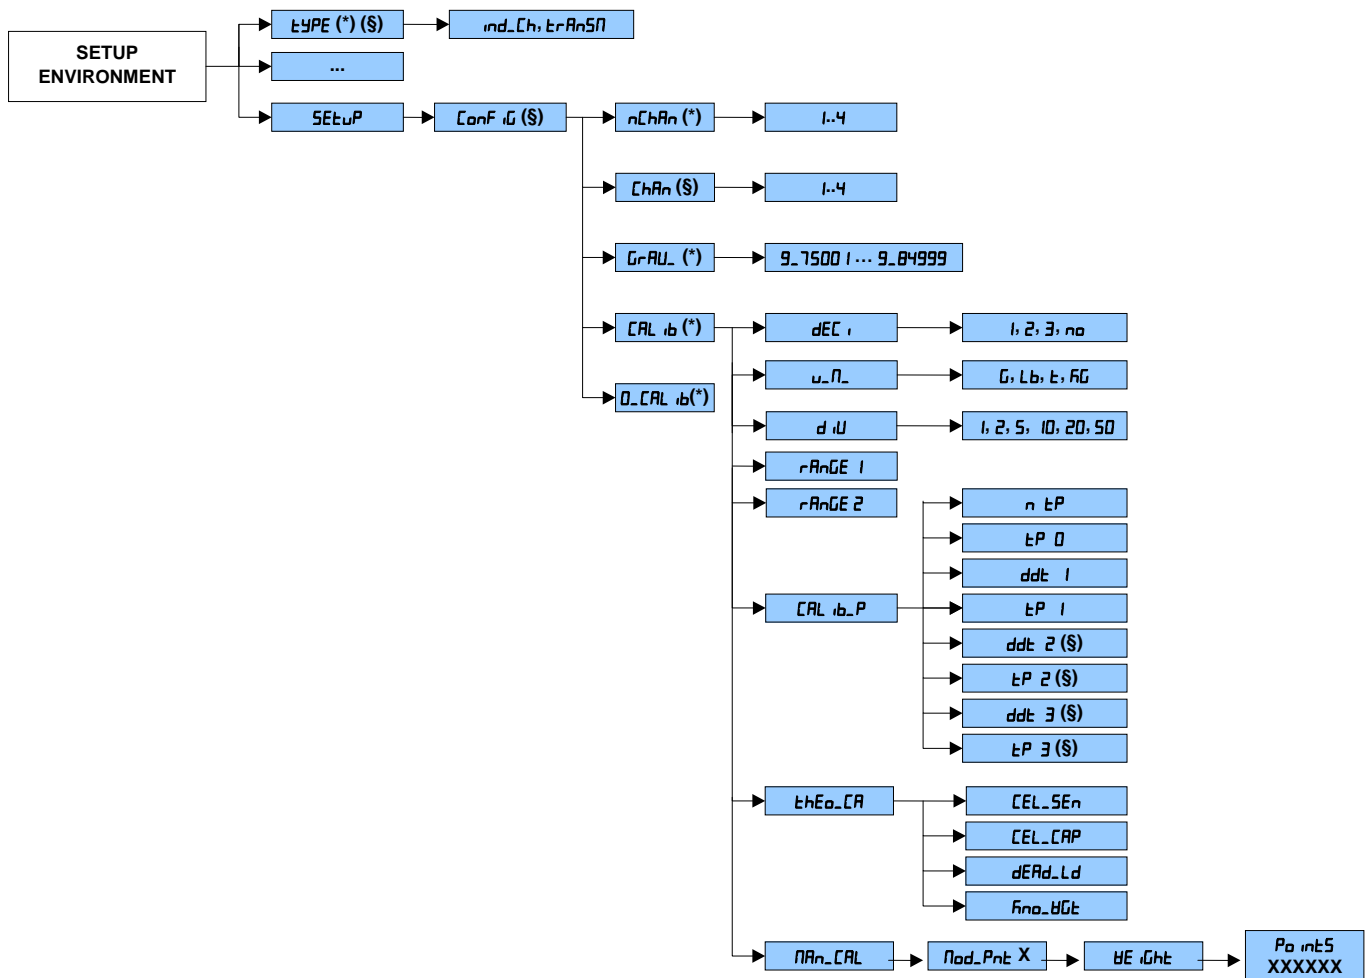 tYPE (*) (§)
ind_Ch, trAnSM
SETUP
ENVIRONMENT
...
SEtuP
ConFiG (§)
nChAn (*)
1..4
ChAn (§)
1..4
GrAV_ (*)
9_75001 ... 9_84999
CALib (*)
dECi
1, 2, 3, no
u_M_
G, Lb, t, KG
0_CALib(*)
diV
1, 2, 5, 10, 20, 50
rAnGE 1
rAnGE 2
n tP
tP 0
ddt 1
CALib_P
tP 1
ddt 2 (§)
tP 2 (§)
ddt 3 (§)
tP 3 (§)
thEo_CA
CEL_SEn
CEL_CAP
dEAd_Ld
Kno_WGt
MAn_CAL
Mod_Pnt X
WEiGht
PointS
XXXXXX